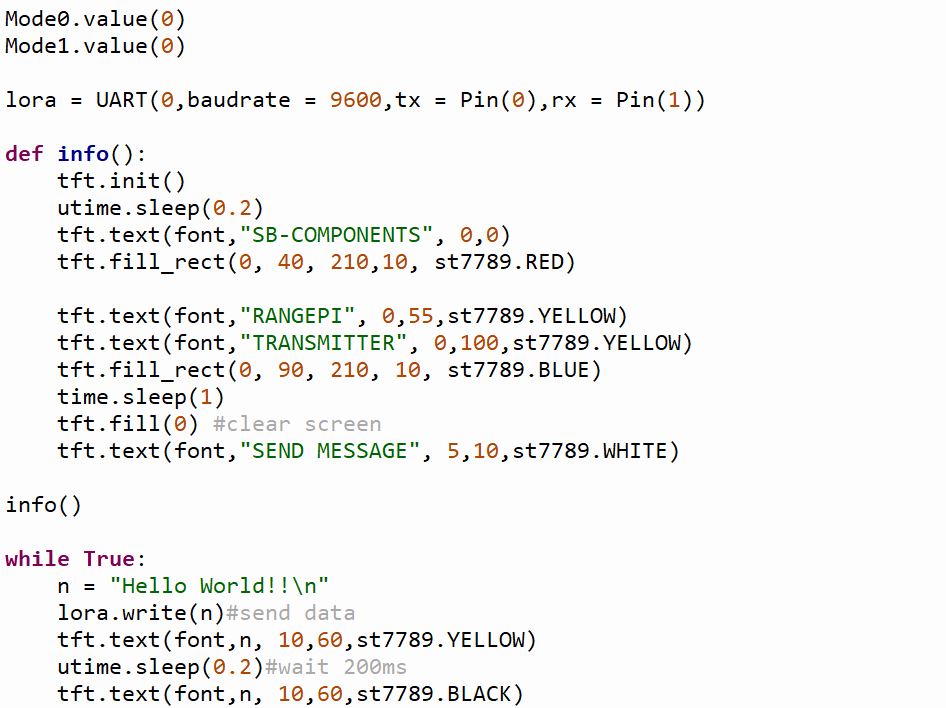 Mode0.value(0)
Mode1.value(0)

lora = UART(0,baudrate = 9600,tx = Pin(0),rx = Pin(1))

def info():
    tft.init()
    utime.sleep(0.2)
    tft.text(font,"SB-COMPONENTS", 0,0)
    tft.fill_rect(0, 40, 210,10, st7789.RED)

    tft.text(font,"RANGEPI", 0,55,st7789.YELLOW)
    tft.text(font,"TRANSMITTER", 0,100,st7789.YELLOW)
    tft.fill_rect(0, 90, 210, 10, st7789.BLUE)
    time.sleep(1)
    tft.fill(0) #clear screen
    tft.text(font,"SEND MESSAGE", 5,10,st7789.WHITE)

info()

while True:
    n = "Hello World!!\n"
    lora.write(n)#send data
    tft.text(font,n, 10,60,st7789.YELLOW)
    utime.sleep(0.2)#wait 200ms
    tft.text(font,n, 10,60,st7789.BLACK)